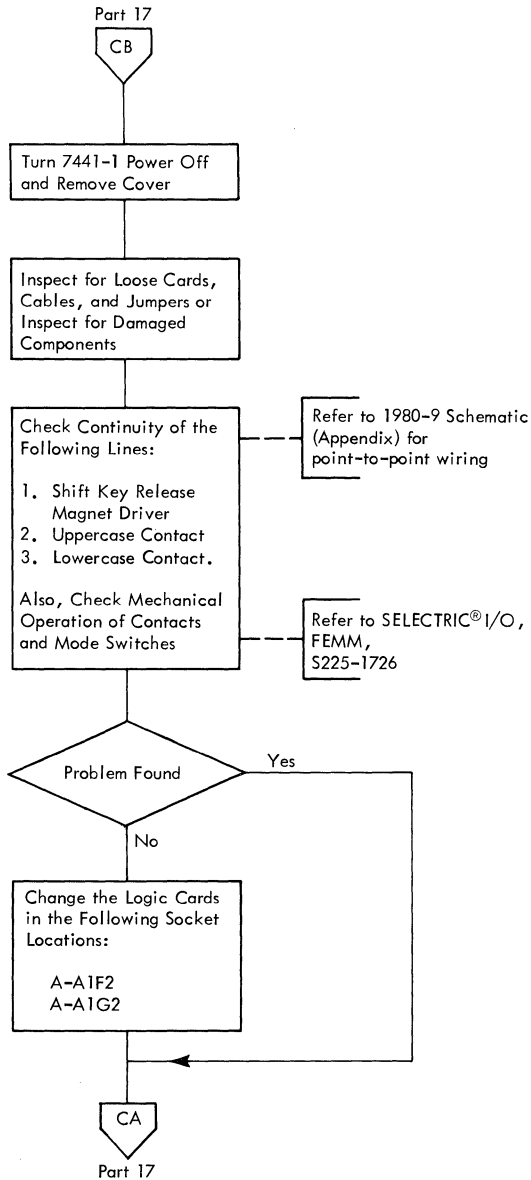 Part 17
CB
Turn 7441-1 Power Off
and Remove Cover
Inspect for Loose Cards,
Cables, and Jumpers or
Inspect for Damaged
Components
Check Continuity of the
Following Lines:
1. Shift Key Release
Magnet Driver
2. Uppercase Contact
3. Lowercase Contact.
Also, Check Mechanical
Operation of Contacts
and Mode Switches
Refer to 1980-9 Schematic
(Appendix) for
point-to-point wiring
Refer to SELECTRIC® I/O,
FEMM,
S225-1726
Problem Found
Yes
No
Change the Logic Cards
in the Following Socket
Locations:
A-A1F2
A-A1G2
CA
Part 17